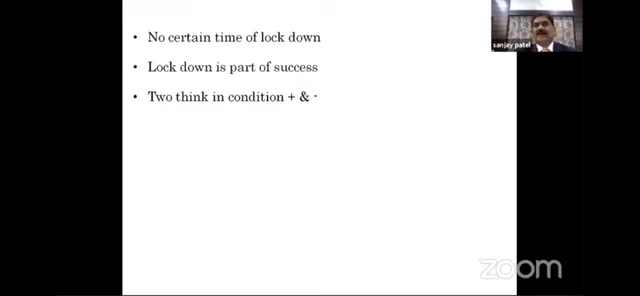 • No certain time of lock down
• Lock down is part of success
• Two think in condition + & -
sanjay patel
zoom